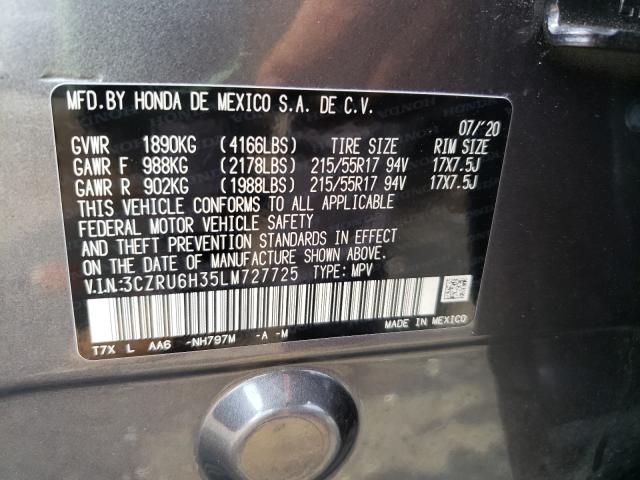 MFD.BY HONDA DE MEXICO S.A. DE C.V.
07/'20
GVWR 1890KG (4166LBS) TIRE SIZE RIM SIZE
GAWR F 988KG (2178LBS) 215/55R17 94V 17X7.5J
GAWR R 902KG (1988LBS) 215/55R17 94V 17X7.5J
THIS VEHICLE CONFORMS TO ALL APPLICABLE
FEDERAL MOTOR VEHICLE SAFETY
AND THEFT PREVENTION STANDARDS IN EFFECT
ON THE DATE OF MANUFACTURE SHOWN ABOVE.
V.I.N:3CZRU6H35LM727725 TYPE: MPV
T7X L AA6 -NH797M -A -M MADE IN MEXICO